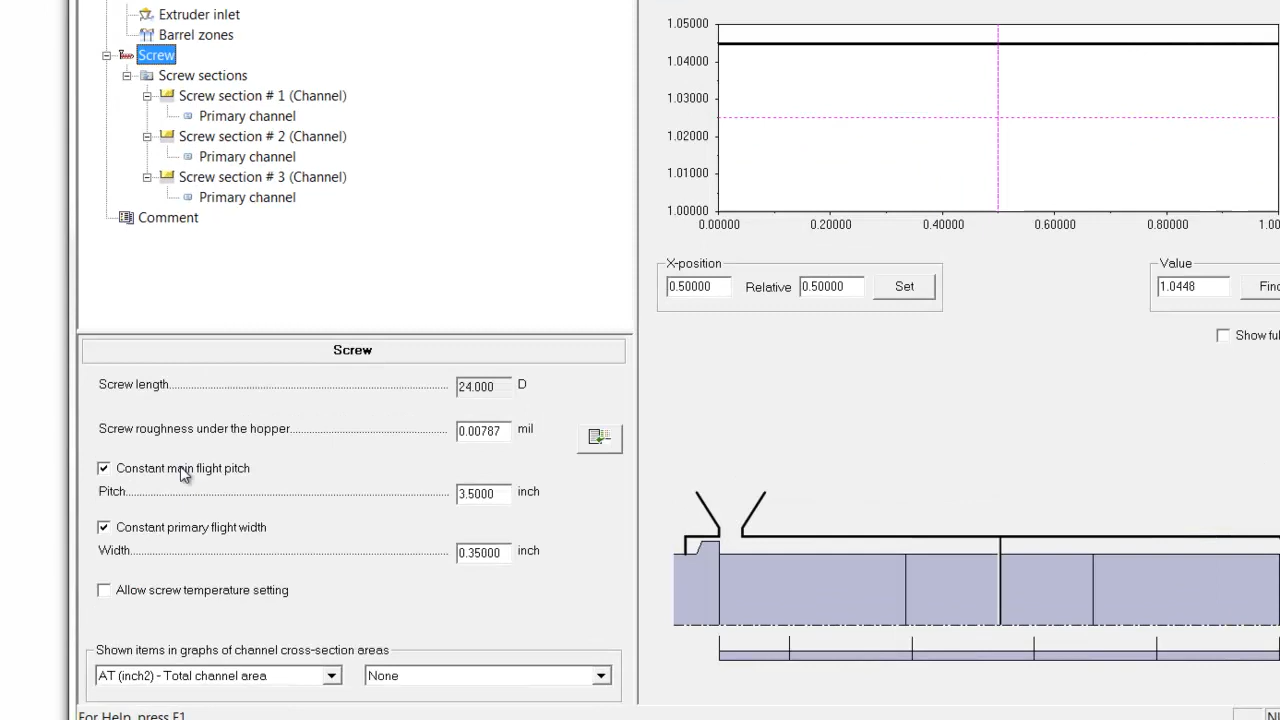 Extruder inlet
Barrel zones
Screw
Screw sections
Screw section # 1 (Channel)
Primary channel
Screw section # 2 (Channel)
Primary channel
Screw section # 3 (Channel)
Primary channel
Comment
1.05000
1.04000
1.03000
1.02000
1.01000
1.00000
0.00000 0.20000 0.40000 0.60000 0.80000 1.00
X-position
0.50000 Relative 0.50000 Set
Value
1.0448 Find
Show ful
Screw
Screw length 24.000 D
Screw roughness under the hopper 0.00787 mil
Constant main flight pitch
Pitch 3.5000 inch
Constant primary flight width
Width 0.35000 inch
Allow screw temperature setting
Shown items in graphs of channel cross-section areas
AT (inch2) - Total channel area None
For Help, press F1